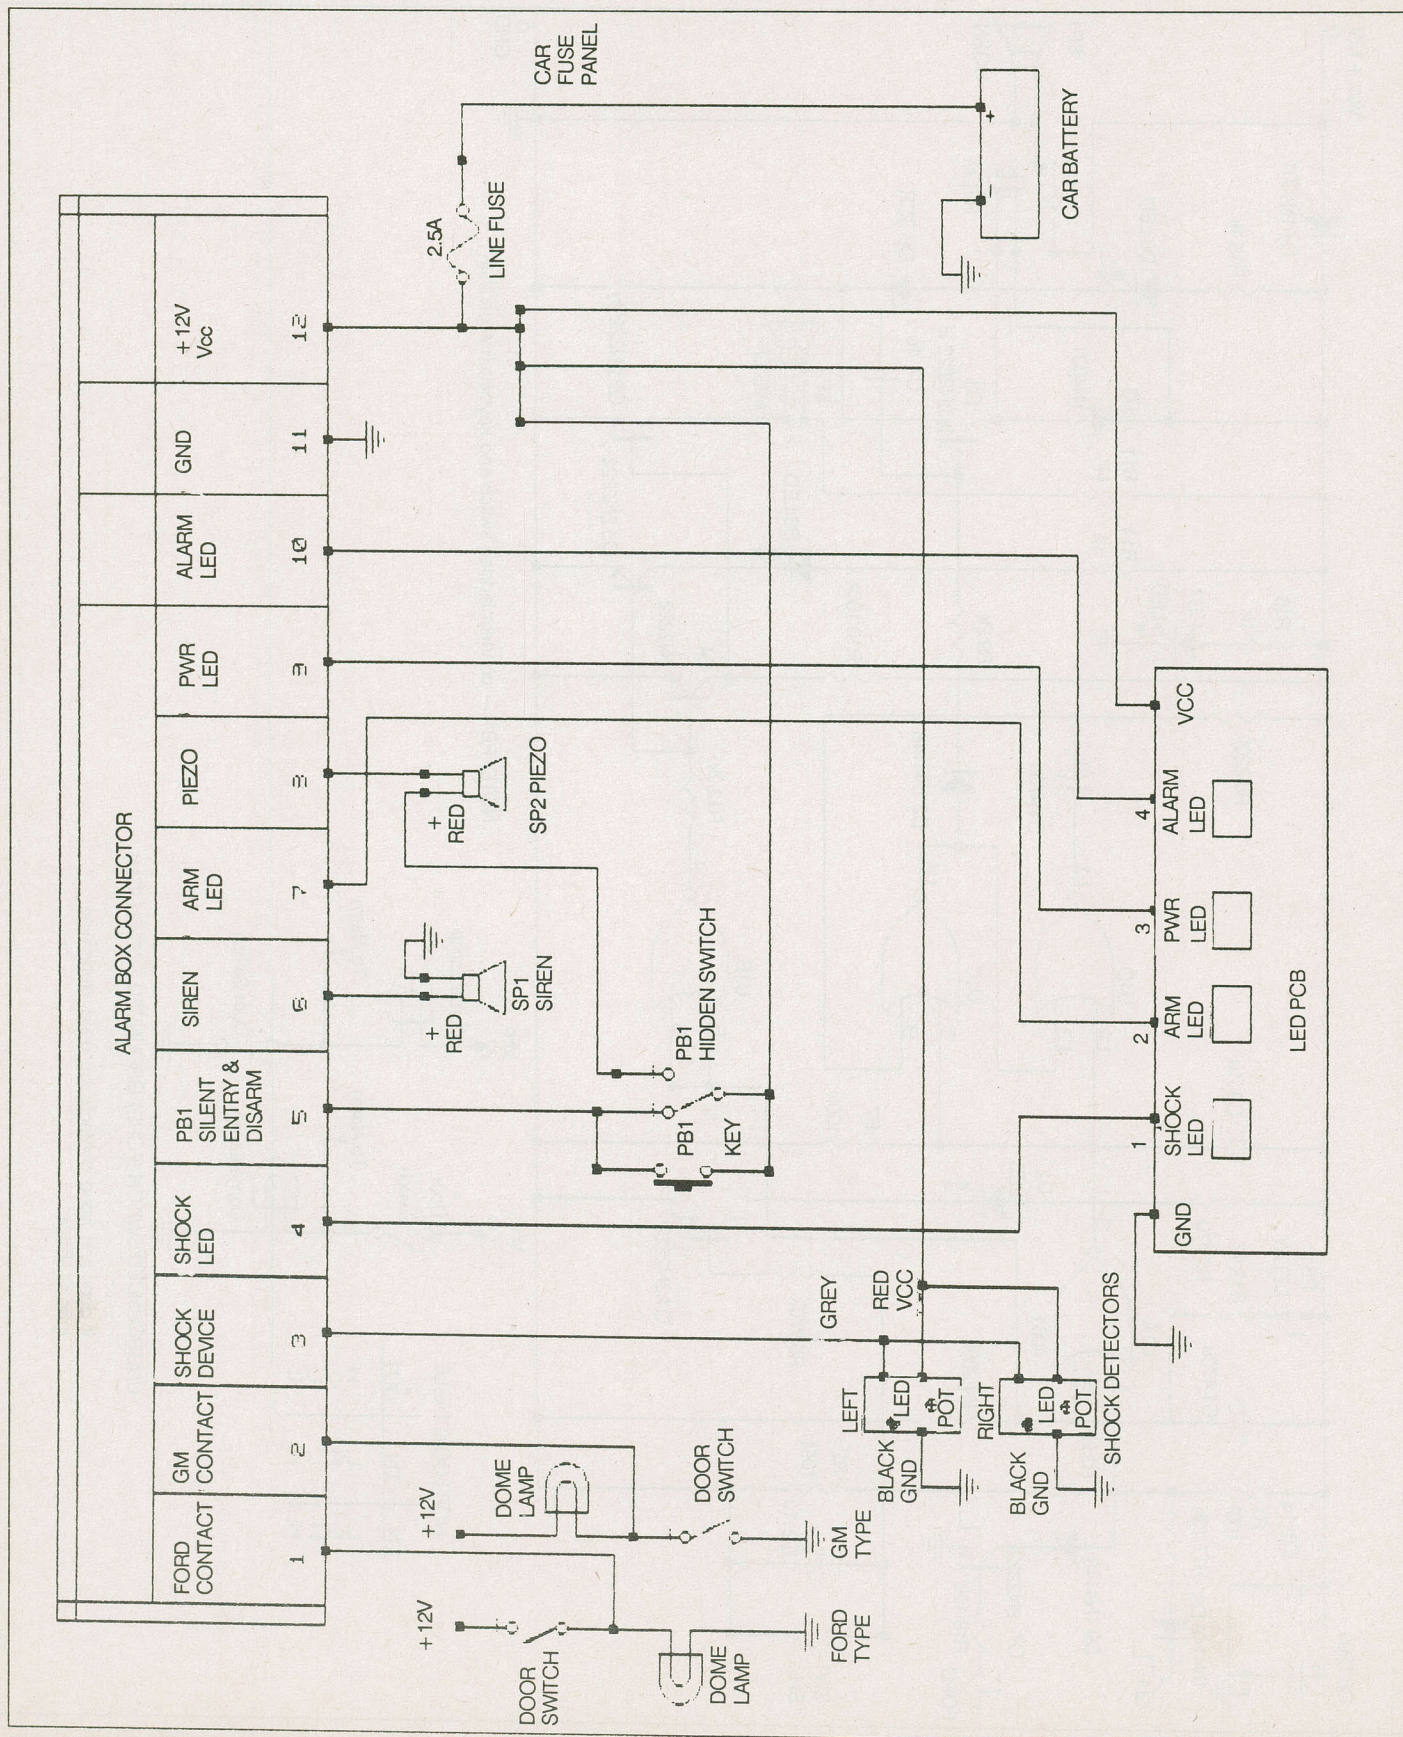 ALARM BOX CONNECTOR
FORD
CONTACT
1
GM
CONTACT
2
SHOCK
DEVICE
3
SHOCK
LED
4
PB1
SILENT
ENTRY &
DISARM
5
SIREN
6
ARM
LED
7
PIEZO
8
PWR
LED
9
ALARM
LED
10
GND
11
+12V
Vcc
12
CAR
FUSE
PANEL
2.5A
LINE FUSE
+
RED
SP2 PIEZO
+
RED
SP1
SIREN
+12V
DOME
LAMP
DOOR
SWITCH
GM
TYPE
+12V
DOOR
SWITCH
DOME
LAMP
FORD
TYPE
PB1
HIDDEN SWITCH
PB1
KEY
GREY
RED
VCC
LEFT
LED
POT
BLACK
GND
RIGHT
LED
POT
BLACK
GND
SHOCK DETECTORS
+
−
CAR BATTERY
GND
1
SHOCK
LED
2
ARM
LED
3
PWR
LED
4
ALARM
LED
VCC
LED PCB